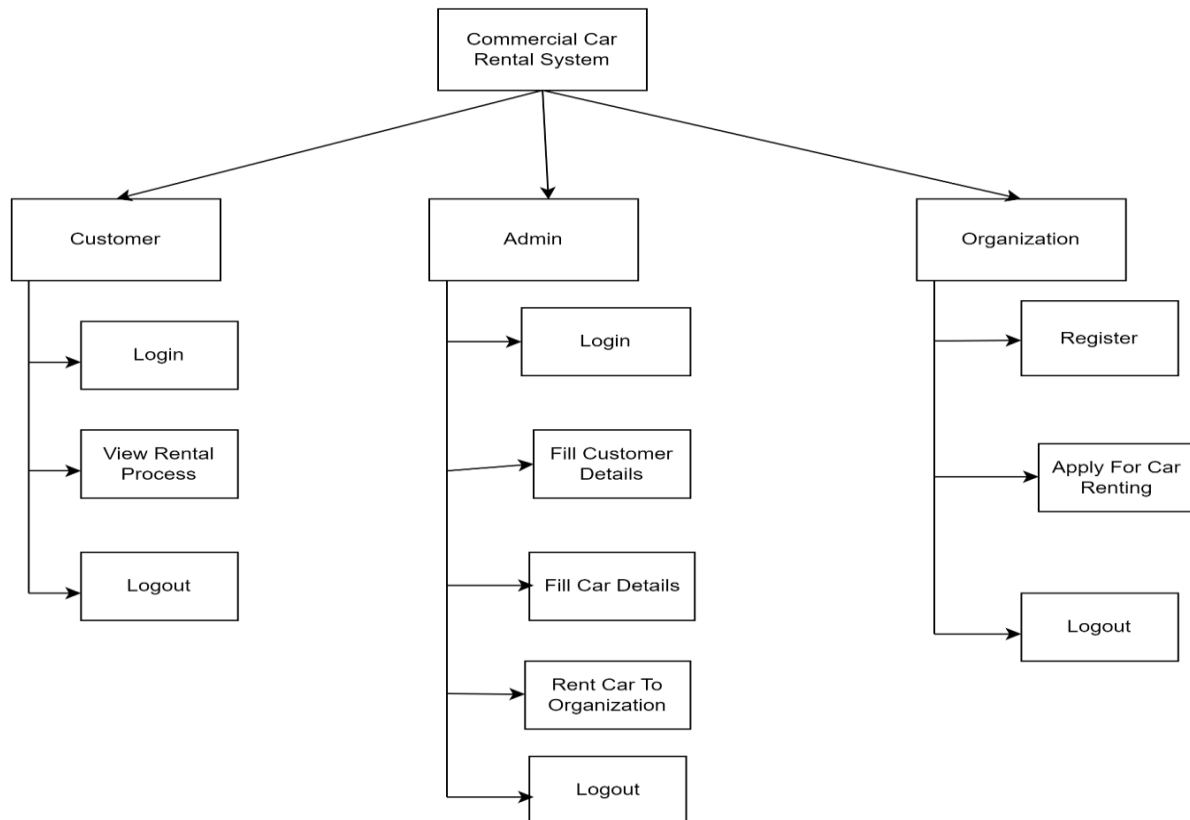 Commercial Car
Rental System
Customer
Admin
Organization
Login
View Rental
Process
Logout
Login
Fill Customer
Details
Fill Car Details
Rent Car To
Organization
Logout
Register
Apply For Car
Renting
Logout